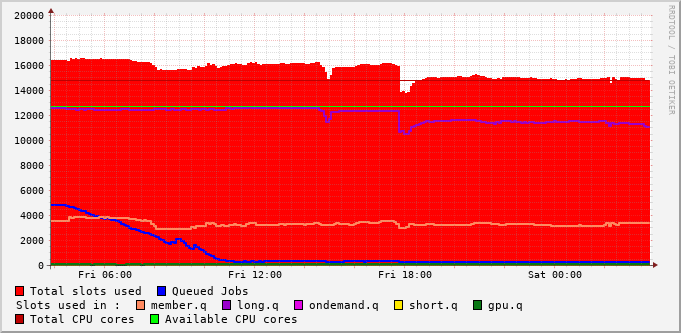 20000
18000
16000
14000
12000
10000
8000
6000
4000
2000
0
Fri 06:00 Fri 12:00 Fri 18:00 Sat 00:00
Total slots used Queued Jobs
Slots used in : member.q long.q ondemand.q short.q gpu.q
Total CPU cores Available CPU cores
RRDTOOL / TOBI OETIKER